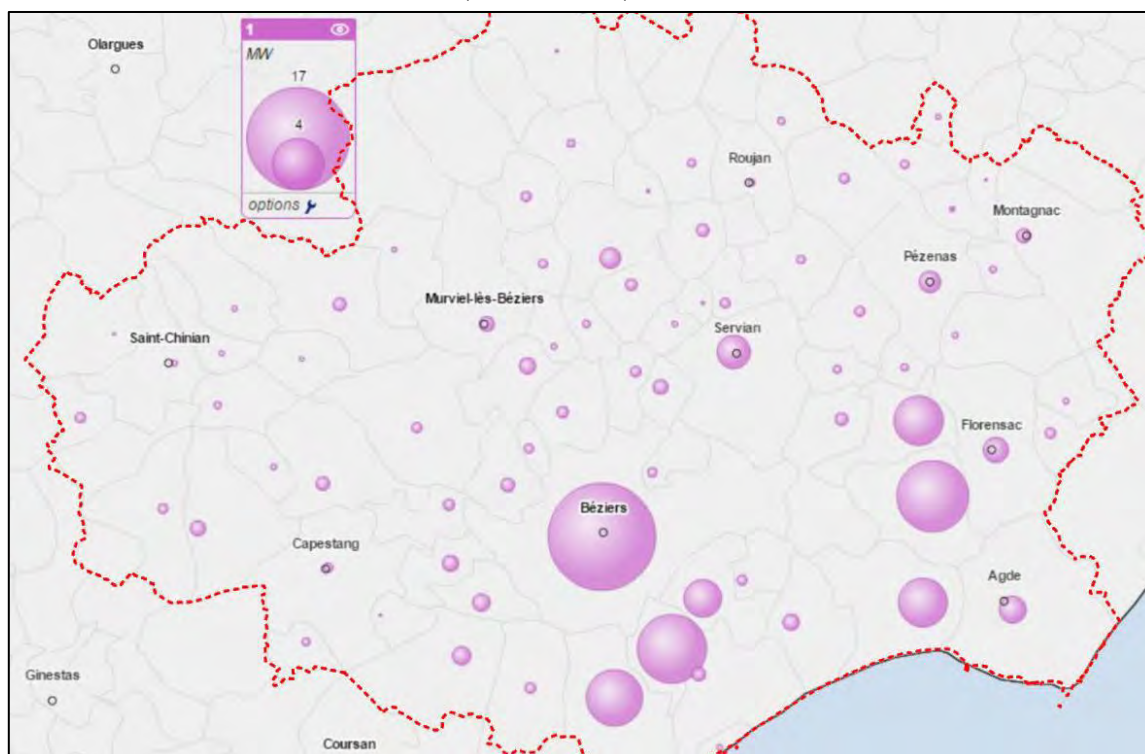 Olargues
1
MW
17
4
options
Roujan
Montagnac
Pézenas
Murviel-lès-Béziers
Servian
Saint-Chinian
Florensac
Béziers
Capestang
Agde
Ginestas
Coursan